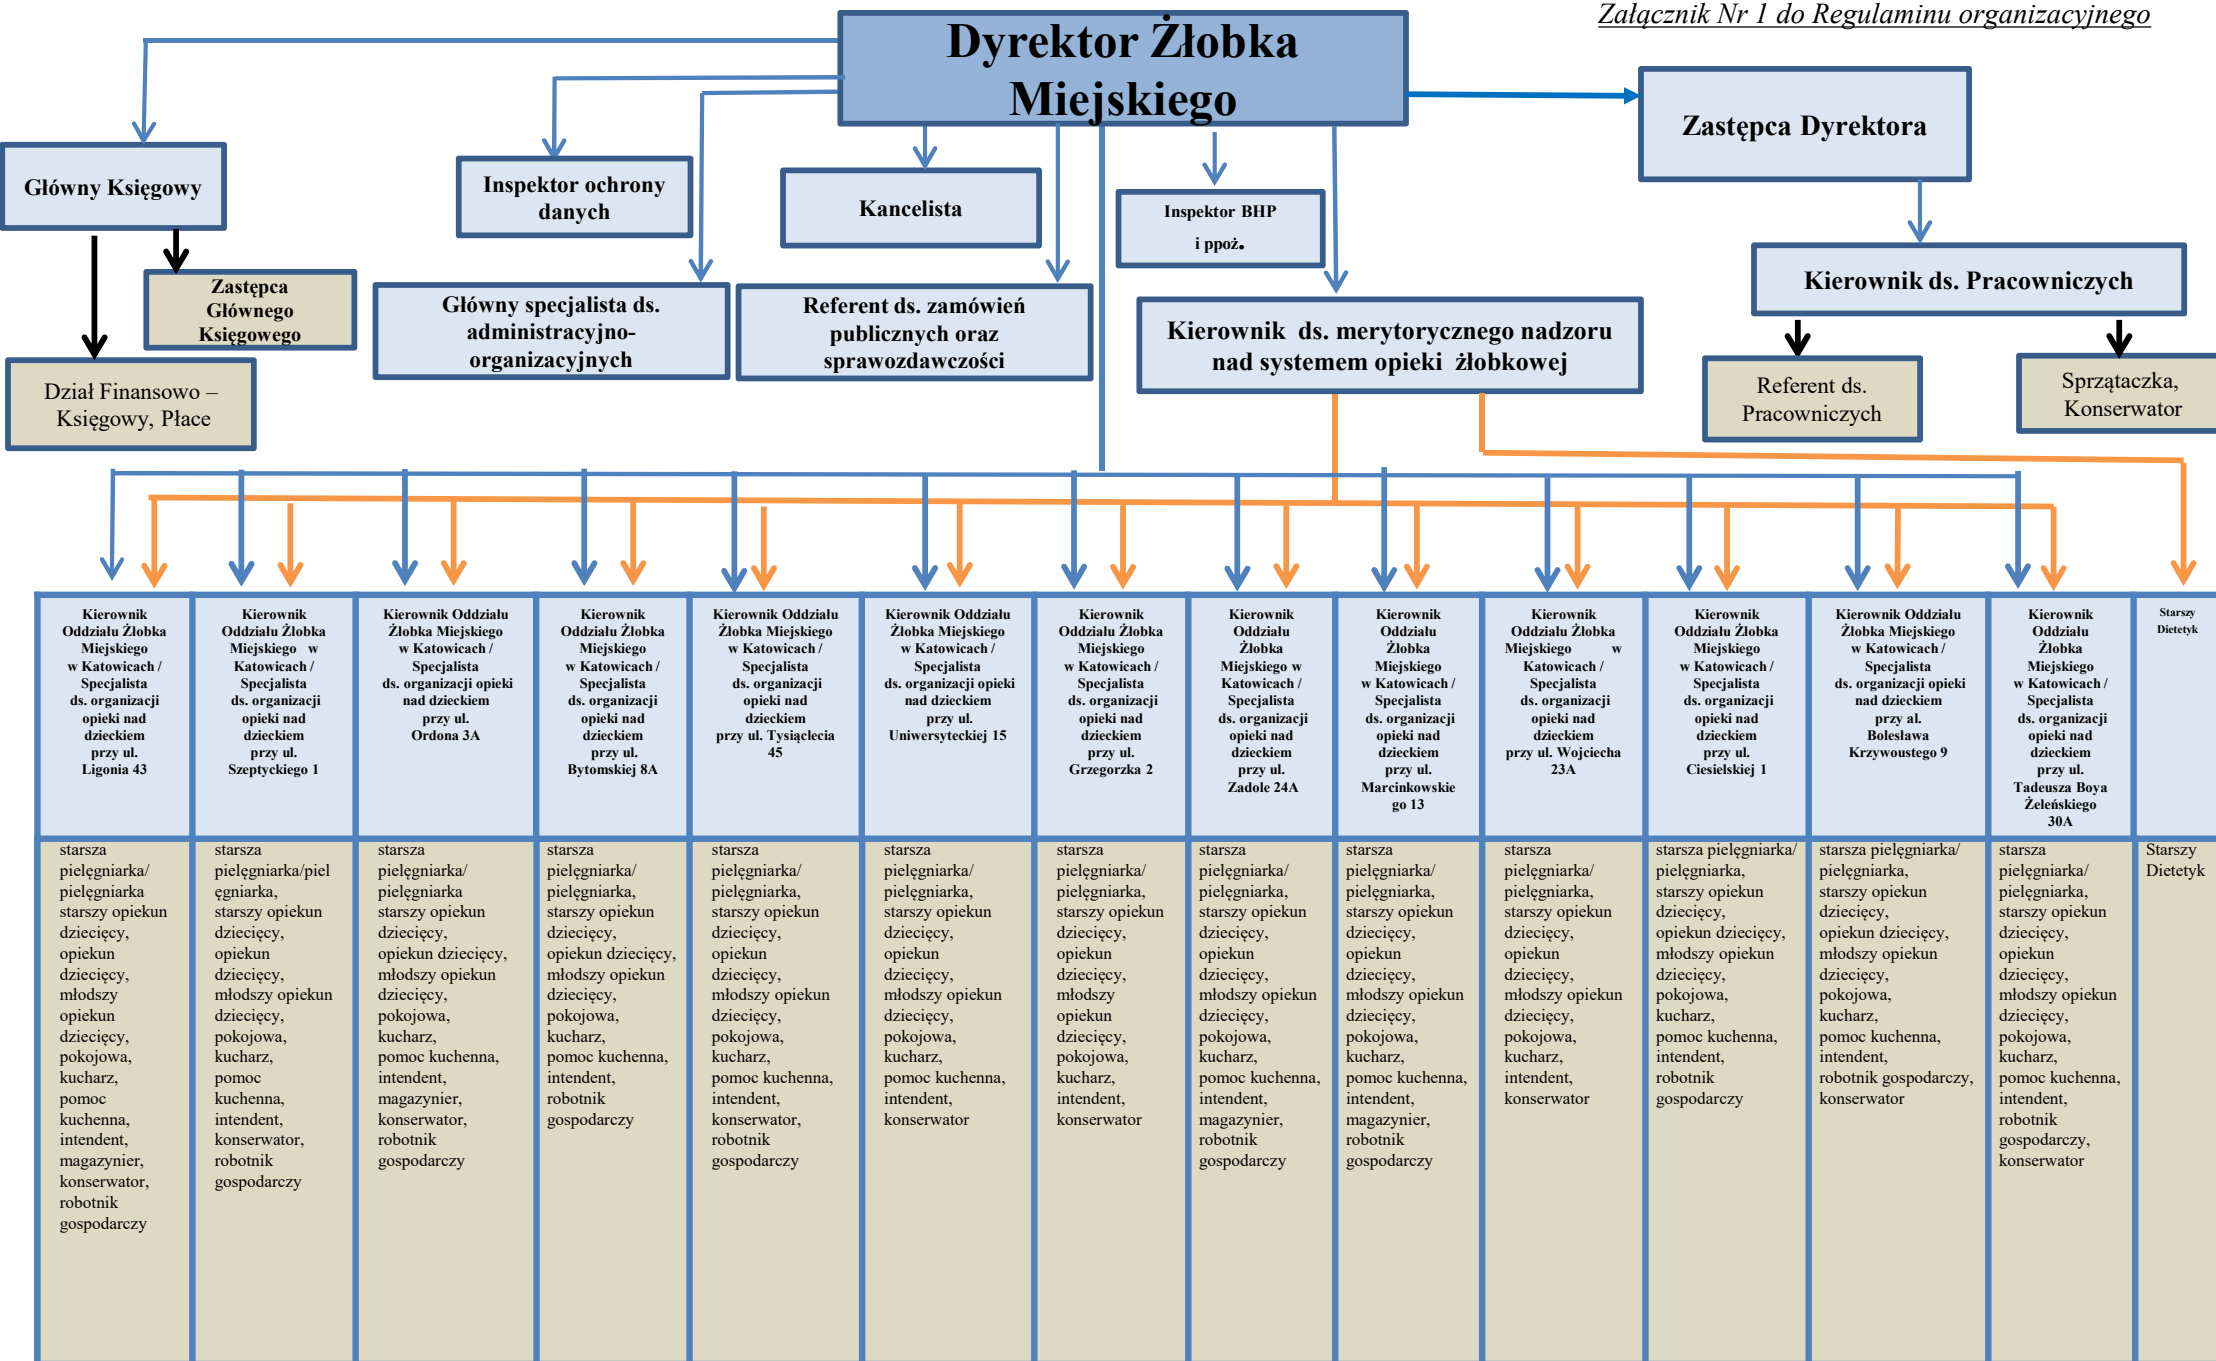 Załącznik Nr 1 do Regulaminu organizacyjnego
Dyrektor Żłobka
Miejskiego
Zastępca Dyrektora
Główny Księgowy
Inspektor ochrony
danych
Kancelista
Inspektor BHP
i ppoż.
Kierownik ds. Pracowniczych
Zastępca
Głównego
Księgowego
Główny specjalista ds.
administracyjno-
organizacyjnych
Referent ds. zamówień
publicznych oraz
sprawozdawczości
Kierownik ds. merytorycznego nadzoru
nad systemem opieki żłobkowej
Dział Finansowo –
Księgowy, Płace
Referent ds.
Pracowniczych
Sprzątaczka,
Konserwator
Kierownik
Oddziału Żłobka
Miejskiego
w Katowicach /
Specjalista
ds. organizacji
opieki nad
dzieckiem
przy ul.
Ligonia 43
Kierownik
Oddziału Żłobka
Miejskiego w
Katowicach /
Specjalista
ds. organizacji
opieki nad
dzieckiem
przy ul.
Szeptyckiego 1
Kierownik Oddziału
Żłobka Miejskiego
w Katowicach /
Specjalista
ds. organizacji opieki
nad dzieckiem
przy ul.
Ordona 3A
Kierownik
Oddziału Żłobka
Miejskiego
w Katowicach /
Specjalista
ds. organizacji
opieki nad
dzieckiem
przy ul.
Bytomskiej 8A
Kierownik Oddziału
Żłobka Miejskiego
w Katowicach /
Specjalista
ds. organizacji
opieki nad
dzieckiem
przy ul. Tysiąclecia
45
Kierownik Oddziału
Żłobka Miejskiego
w Katowicach /
Specjalista
ds. organizacji opieki
nad dzieckiem
przy ul.
Uniwersyteckiej 15
Kierownik
Oddziału Żłobka
Miejskiego
w Katowicach /
Specjalista
ds. organizacji
opieki nad
dzieckiem
przy ul.
Grzegorzka 2
Kierownik
Oddziału
Żłobka
Miejskiego w
Katowicach /
Specjalista
ds. organizacji
opieki nad
dzieckiem
przy ul.
Zadole 24A
Kierownik
Oddziału
Żłobka
Miejskiego
w Katowicach /
Specjalista
ds. organizacji
opieki nad
dzieckiem
przy ul.
Marcinkowskie
go 13
Kierownik
Oddziału Żłobka
Miejskiego w
Katowicach /
Specjalista
ds. organizacji
opieki nad
dzieckiem
przy ul. Wojciecha
23A
Kierownik
Oddziału Żłobka
Miejskiego
w Katowicach /
Specjalista
ds. organizacji
opieki nad
dzieckiem
przy ul.
Ciesielskiej 1
Kierownik Oddziału
Żłobka Miejskiego
w Katowicach /
Specjalista
ds. organizacji opieki
nad dzieckiem
przy al.
Bolesława
Krzywoustego 9
Kierownik
Oddziału
Żłobka
Miejskiego
w Katowicach /
Specjalista
ds. organizacji
opieki nad
dzieckiem
przy ul.
Tadeusza Boya
Żeleńskiego
30A
Starszy
Dietetyk
starsza
pielęgniarka/
pielęgniarka
starszy opiekun
dziecięcy,
opiekun
dziecięcy,
młodszy
opiekun
dziecięcy,
pokojowa,
kucharz,
pomoc
kuchenna,
intendent,
magazynier,
konserwator,
robotnik
gospodarczy
starsza
pielęgniarka/piel
ęgniarka,
starszy opiekun
dziecięcy,
opiekun
dziecięcy,
młodszy opiekun
dziecięcy,
pokojowa,
kucharz,
pomoc
kuchenna,
intendent,
konserwator,
robotnik
gospodarczy
starsza
pielęgniarka/
pielęgniarka
starszy opiekun
dziecięcy,
opiekun dziecięcy,
młodszy opiekun
dziecięcy,
pokojowa,
kucharz,
pomoc kuchenna,
intendent,
magazynier,
konserwator,
robotnik
gospodarczy
starsza
pielęgniarka/
pielęgniarka,
starszy opiekun
dziecięcy,
opiekun dziecięcy,
młodszy opiekun
dziecięcy,
pokojowa,
kucharz,
pomoc kuchenna,
intendent,
robotnik
gospodarczy
starsza
pielęgniarka/
pielęgniarka,
starszy opiekun
dziecięcy,
opiekun
dziecięcy,
młodszy opiekun
dziecięcy,
pokojowa,
kucharz,
pomoc kuchenna,
intendent,
konserwator,
robotnik
gospodarczy
starsza
pielęgniarka/
pielęgniarka,
starszy opiekun
dziecięcy,
opiekun
dziecięcy,
młodszy opiekun
dziecięcy,
pokojowa,
kucharz,
pomoc kuchenna,
intendent,
konserwator
starsza
pielęgniarka/
pielęgniarka,
starszy opiekun
dziecięcy,
opiekun
dziecięcy,
młodszy
opiekun
dziecięcy,
pokojowa,
kucharz,
intendent,
konserwator
starsza
pielęgniarka/
pielęgniarka,
starszy opiekun
dziecięcy,
opiekun
dziecięcy,
młodszy opiekun
dziecięcy,
pokojowa,
kucharz,
pomoc kuchenna,
intendent,
magazynier,
robotnik
gospodarczy
starsza
pielęgniarka/
pielęgniarka,
starszy opiekun
dziecięcy,
opiekun
dziecięcy,
młodszy opiekun
dziecięcy,
pokojowa,
kucharz,
pomoc kuchenna,
intendent,
magazynier,
robotnik
gospodarczy
starsza
pielęgniarka/
pielęgniarka,
starszy opiekun
dziecięcy,
opiekun
dziecięcy,
młodszy opiekun
dziecięcy,
pokojowa,
kucharz,
intendent,
konserwator
starsza pielęgniarka/
pielęgniarka,
starszy opiekun
dziecięcy,
opiekun dziecięcy,
młodszy opiekun
dziecięcy,
pokojowa,
kucharz,
pomoc kuchenna,
intendent,
robotnik
gospodarczy
starsza pielęgniarka/
pielęgniarka,
starszy opiekun
dziecięcy,
opiekun dziecięcy,
młodszy opiekun
dziecięcy,
pokojowa,
kucharz,
pomoc kuchenna,
intendent,
robotnik gospodarczy,
konserwator
starsza
pielęgniarka/
pielęgniarka,
starszy opiekun
dziecięcy,
opiekun
dziecięcy,
młodszy opiekun
dziecięcy,
pokojowa,
kucharz,
pomoc kuchenna,
intendent,
robotnik
gospodarczy,
konserwator
Starszy
Dietetyk